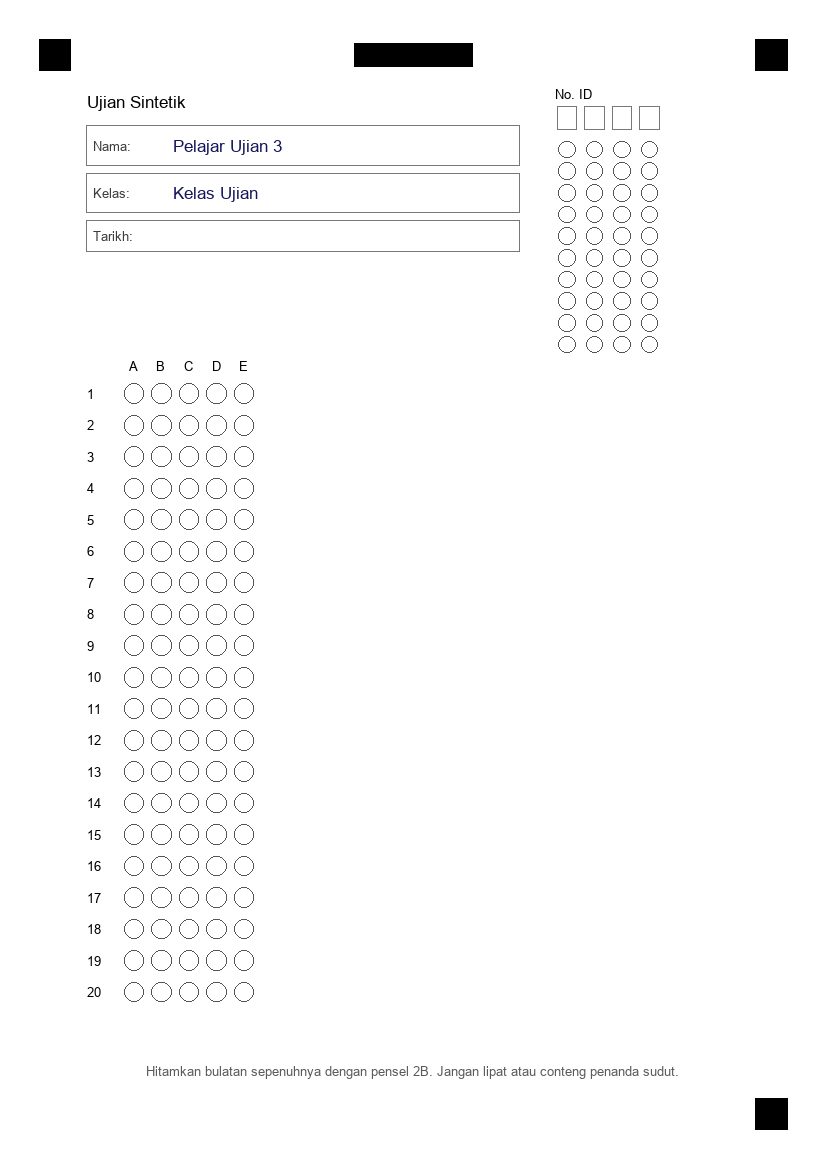 Ujian Sintetik
No. ID
Nama: Pelajar Ujian 3
Kelas: Kelas Ujian
Tarikh:
A B C D E
1
2
3
4
5
6
7
8
9
10
11
12
13
14
15
16
17
18
19
20
Hitamkan bulatan sepenuhnya dengan pensel 2B. Jangan lipat atau conteng penanda sudut.